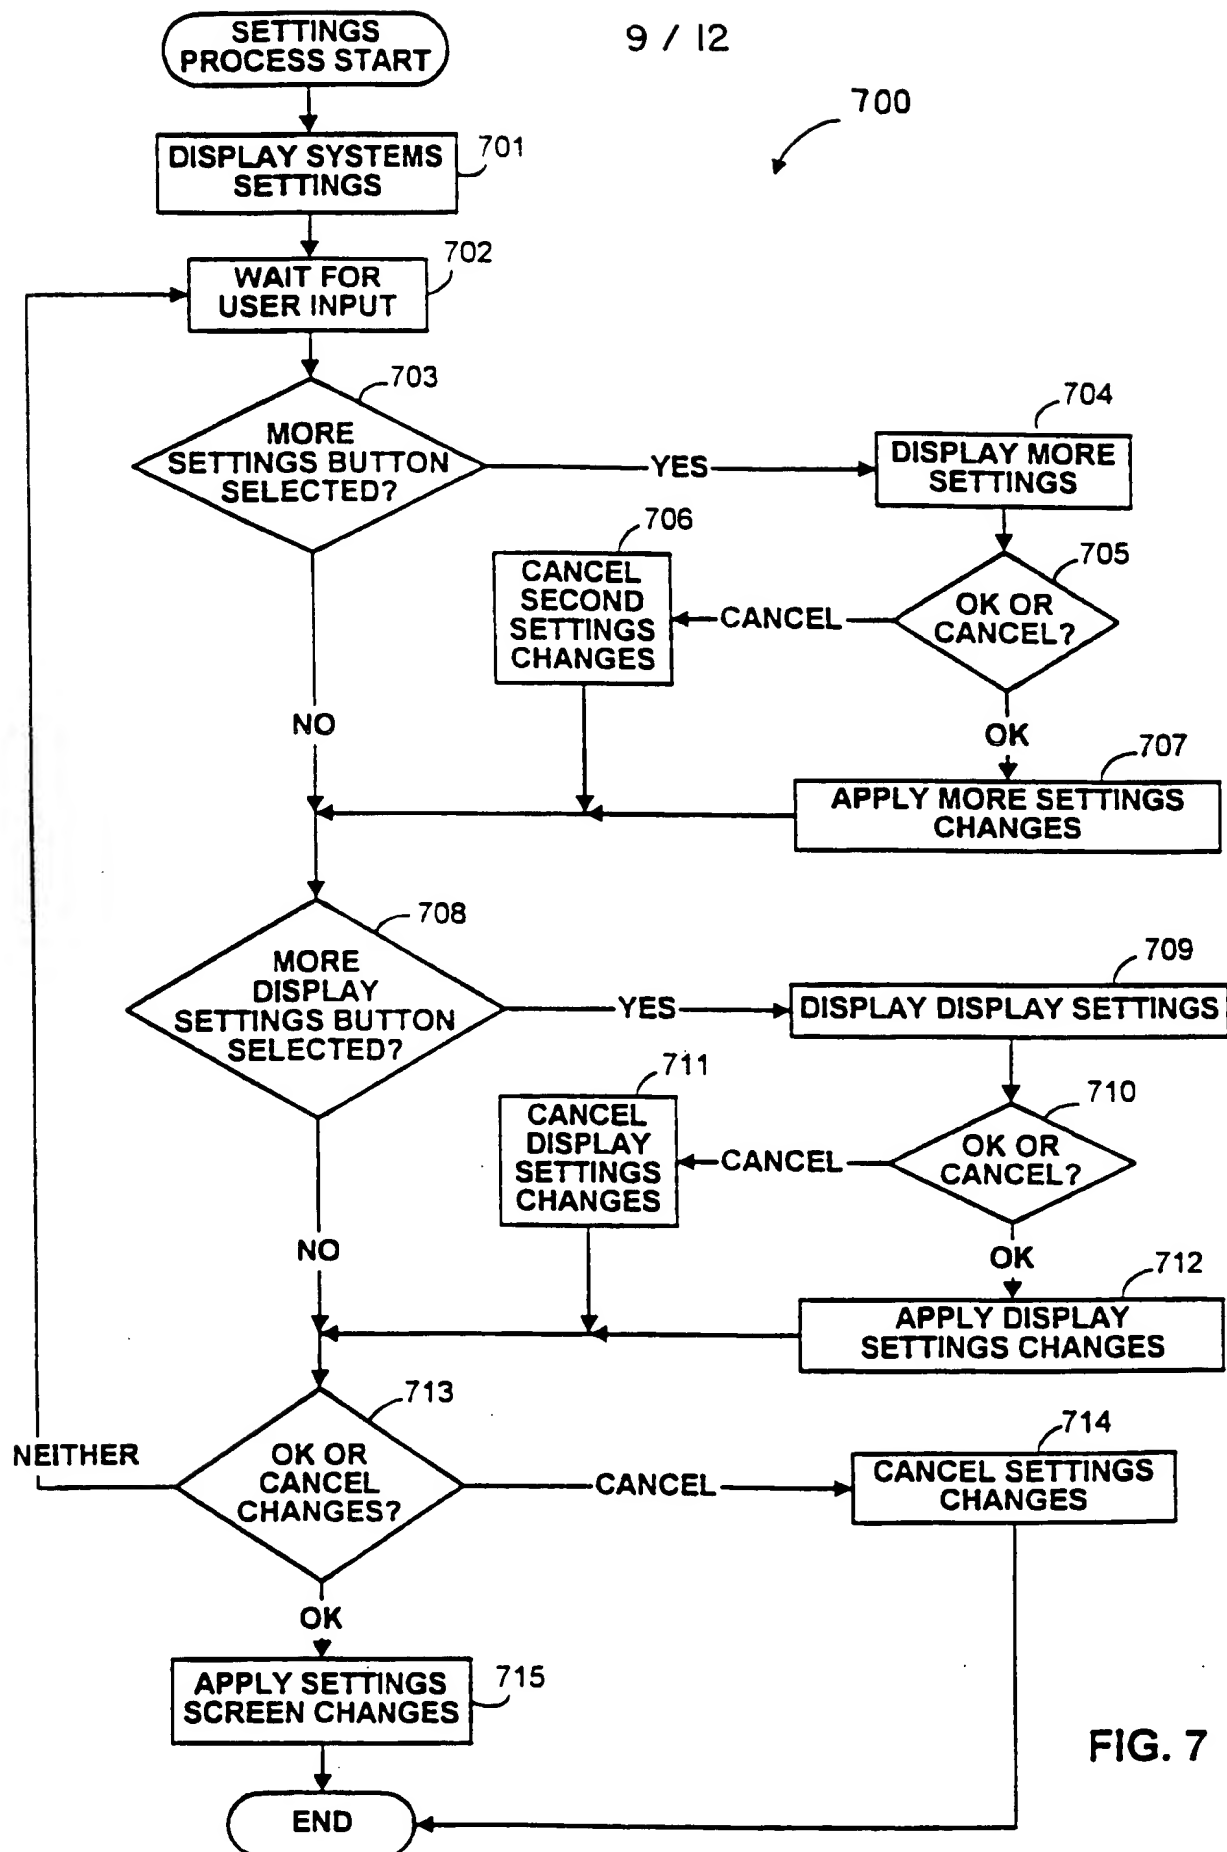 SETTINGS
PROCESS START
9 / 12
700
DISPLAY SYSTEMS
SETTINGS
701
WAIT FOR
USER INPUT
702
703
MORE
SETTINGS BUTTON
SELECTED?
YES
704
DISPLAY MORE
SETTINGS
705
OK OR
CANCEL?
CANCEL
706
CANCEL
SECOND
SETTINGS
CHANGES
NO
OK
707
APPLY MORE SETTINGS
CHANGES
708
MORE
DISPLAY
SETTINGS BUTTON
SELECTED?
YES
709
DISPLAY DISPLAY SETTINGS
710
OK OR
CANCEL?
CANCEL
711
CANCEL
DISPLAY
SETTINGS
CHANGES
NO
OK
712
APPLY DISPLAY
SETTINGS CHANGES
713
OK OR
CANCEL
CHANGES?
NEITHER
CANCEL
714
CANCEL SETTINGS
CHANGES
OK
APPLY SETTINGS
SCREEN CHANGES
715
END
FIG. 7